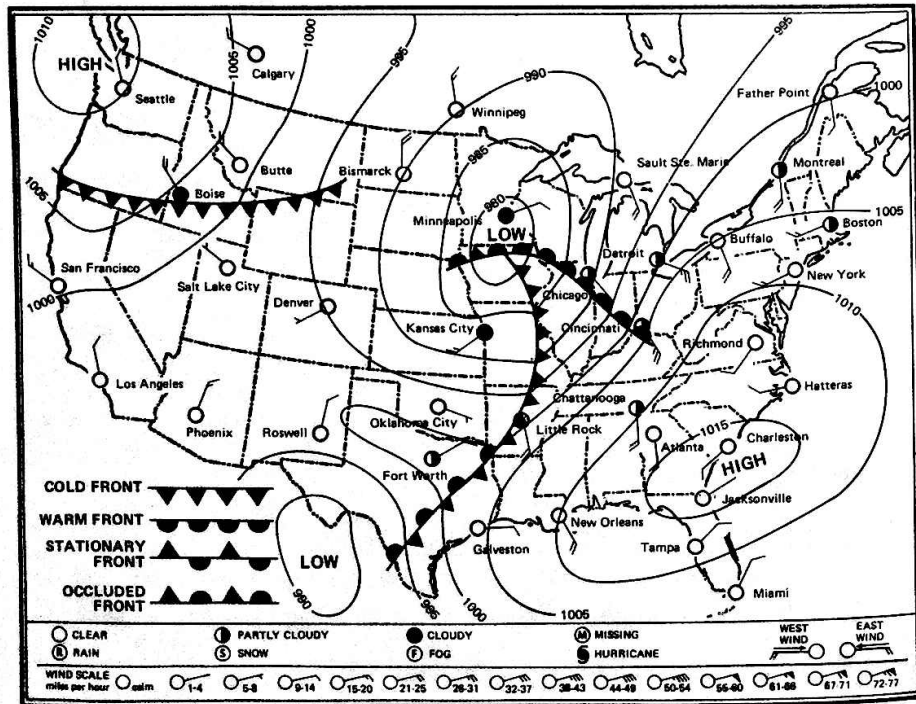 1010
HIGH
Seattle
Calgary
1005
1000
995
990
985
980
Winnipeg
Father Point
1000
Butte
Bismarck
Sault Ste. Marie
Montreal
Boise
1005
Minneapolis
LOW
Detroit
Buffalo
Boston
1005
San Francisco
Salt Lake City
1000
Denver
Chicago
New York
1010
Kansas City
Cincinnati
Richmond
Los Angeles
Hatteras
Phoenix
Roswell
Oklahoma City
Chattanooga
Little Rock
Atlanta
1015
Charleston
HIGH
Fort Worth
Jacksonville
COLD FRONT
WARM FRONT
STATIONARY
FRONT
OCCLUDED
FRONT
LOW
980
985
1000
1005
Galveston
New Orleans
Tampa
Miami
CLEAR
PARTLY CLOUDY
CLOUDY
M MISSING
WEST
WIND
EAST
WIND
R RAIN
S SNOW
F FOG
HURRICANE
WIND SCALE
miles per hour
calm
1-4
5-8
9-14
15-20
21-25
26-31
32-37
38-43
44-49
50-54
55-60
61-66
67-71
72-77